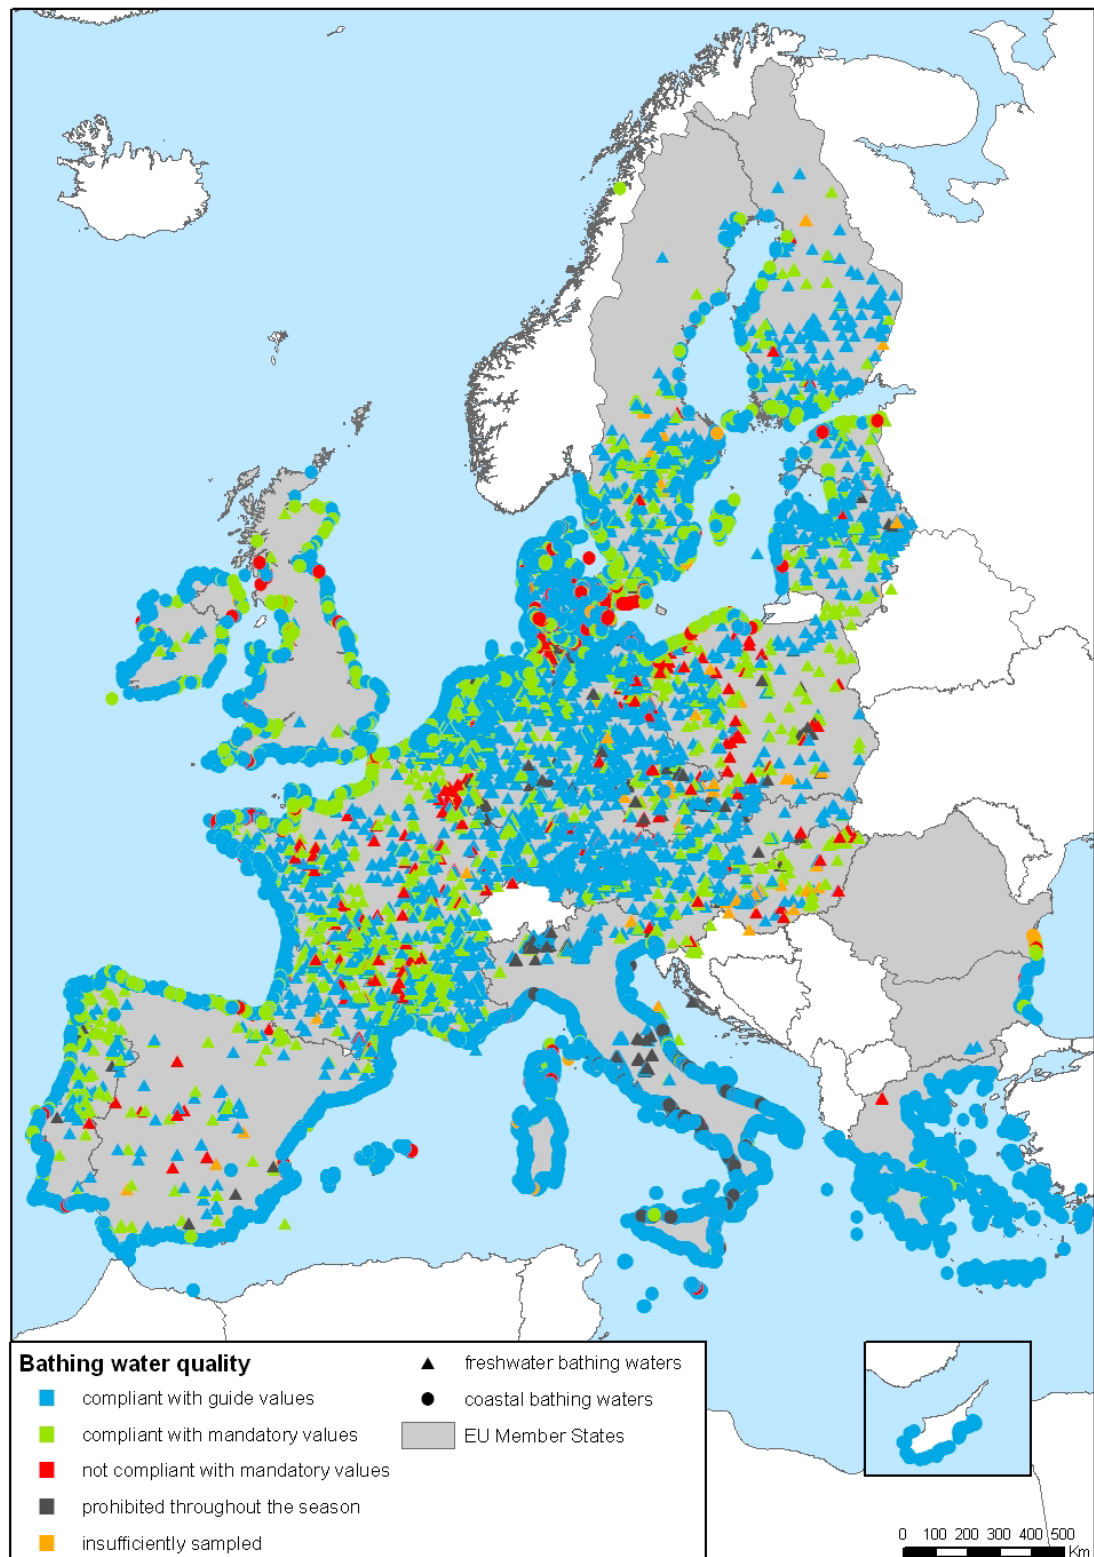 Bathing water quality
compliant with guide values
compliant with mandatory values
not compliant with mandatory values
prohibited throughout the season
insufficiently sampled
freshwater bathing waters
coastal bathing waters
EU Member States
0 100 200 300 400 500
Km